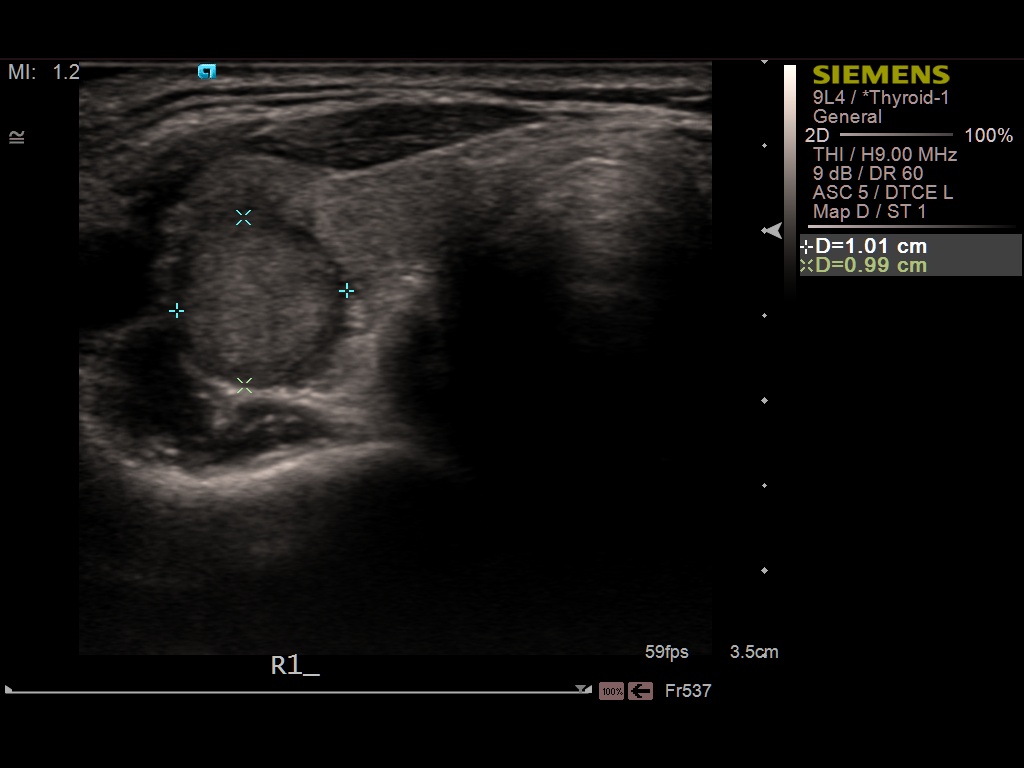 MI: 1.2
SIEMENS
9L4 / *Thyroid-1
General
2D 100%
THI / H9.00 MHz
9 dB / DR 60
ASC 5 / DTCE L
Map D / ST 1
D=1.01 cm
D=0.99 cm
59fps 3.5cm
R1_
100% Fr537